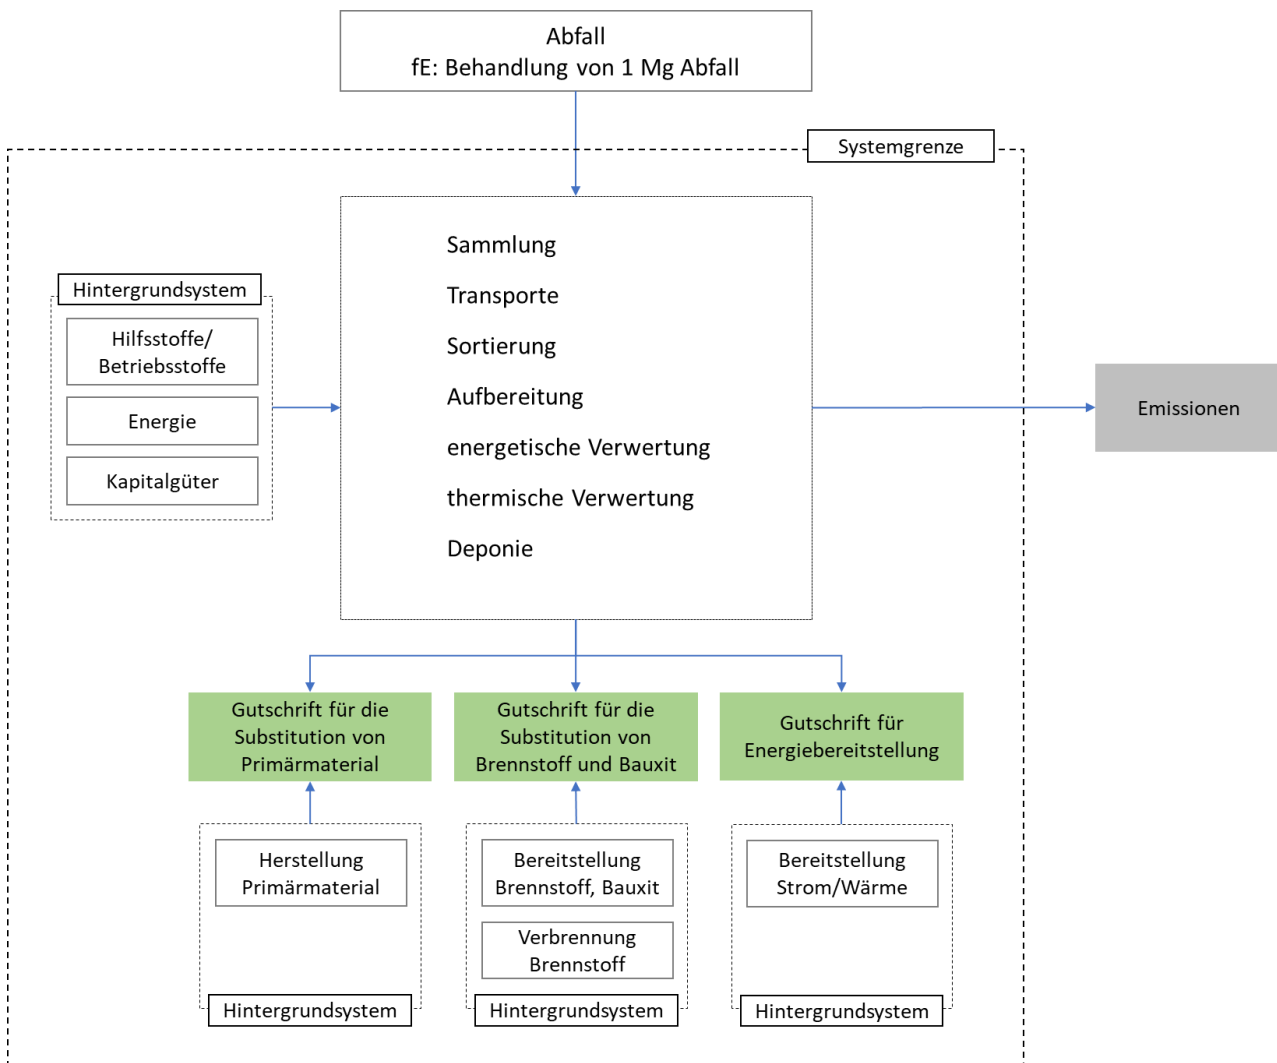 Abfall
fE: Behandlung von 1 Mg Abfall
Systemgrenze
Sammlung
Transporte
Sortierung
Aufbereitung
energetische Verwertung
thermische Verwertung
Deponie
Hintergrundsystem
Hilfsstoffe/
Betriebsstoffe
Energie
Kapitalgüter
Emissionen
Gutschrift für die
Substitution von
Primärmaterial
Gutschrift für die
Substitution von
Brennstoff und Bauxit
Gutschrift für
Energiebereitstellung
Herstellung
Primärmaterial
Hintergrundsystem
Bereitstellung
Brennstoff, Bauxit
Verbrennung
Brennstoff
Hintergrundsystem
Bereitstellung
Strom/Wärme
Hintergrundsystem